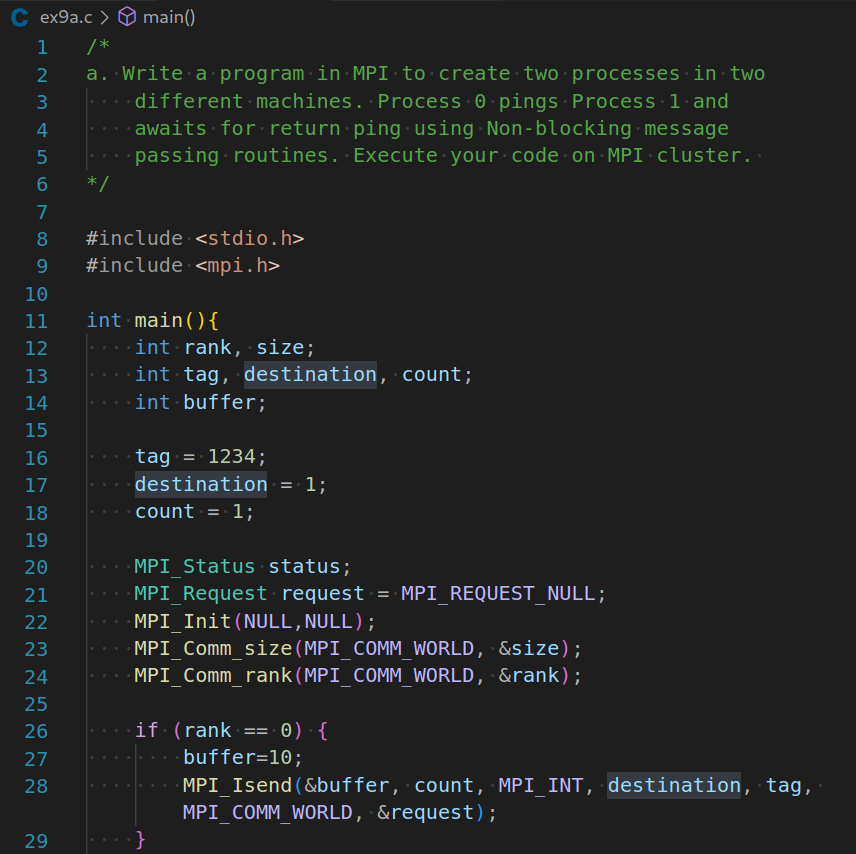 C ex9a.c > main()
1 /*
2 a. Write a program in MPI to create two processes in two
3 different machines. Process 0 pings Process 1 and
4 awaits for return ping using Non-blocking message
5 passing routines. Execute your code on MPI cluster.
6 */
7
8 #include <stdio.h>
9 #include <mpi.h>
10
11 int main(){
12 int rank, size;
13 int tag, destination, count;
14 int buffer;
15
16 tag = 1234;
17 destination = 1;
18 count = 1;
19
20 MPI_Status status;
21 MPI_Request request = MPI_REQUEST_NULL;
22 MPI_Init(NULL,NULL);
23 MPI_Comm_size(MPI_COMM_WORLD, &size);
24 MPI_Comm_rank(MPI_COMM_WORLD, &rank);
25
26 if (rank == 0) {
27 buffer=10;
28 MPI_Isend(&buffer, count, MPI_INT, destination, tag,
MPI_COMM_WORLD, &request);
29 }